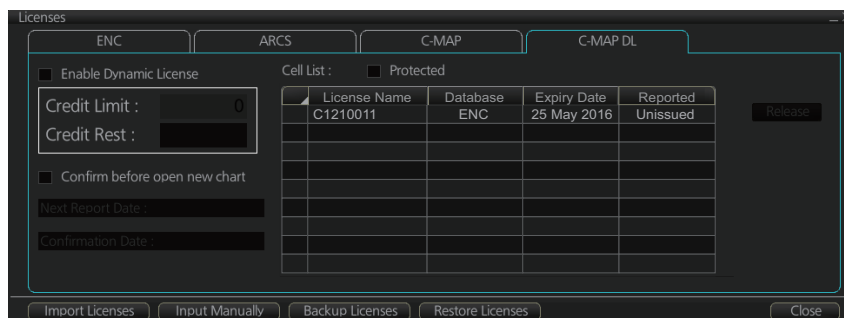 Licenses
ENC ARCS C-MAP C-MAP DL
Enable Dynamic License
Cell List : Protected
Credit Limit : 0
Credit Rest :
License Name Database Expiry Date Reported
C1210011 ENC 25 May 2016 Unissued
Release
Confirm before open new chart
Next Report Date :
Confirmation Date :
Import Licenses Input Manually Backup Licenses Restore Licenses Close